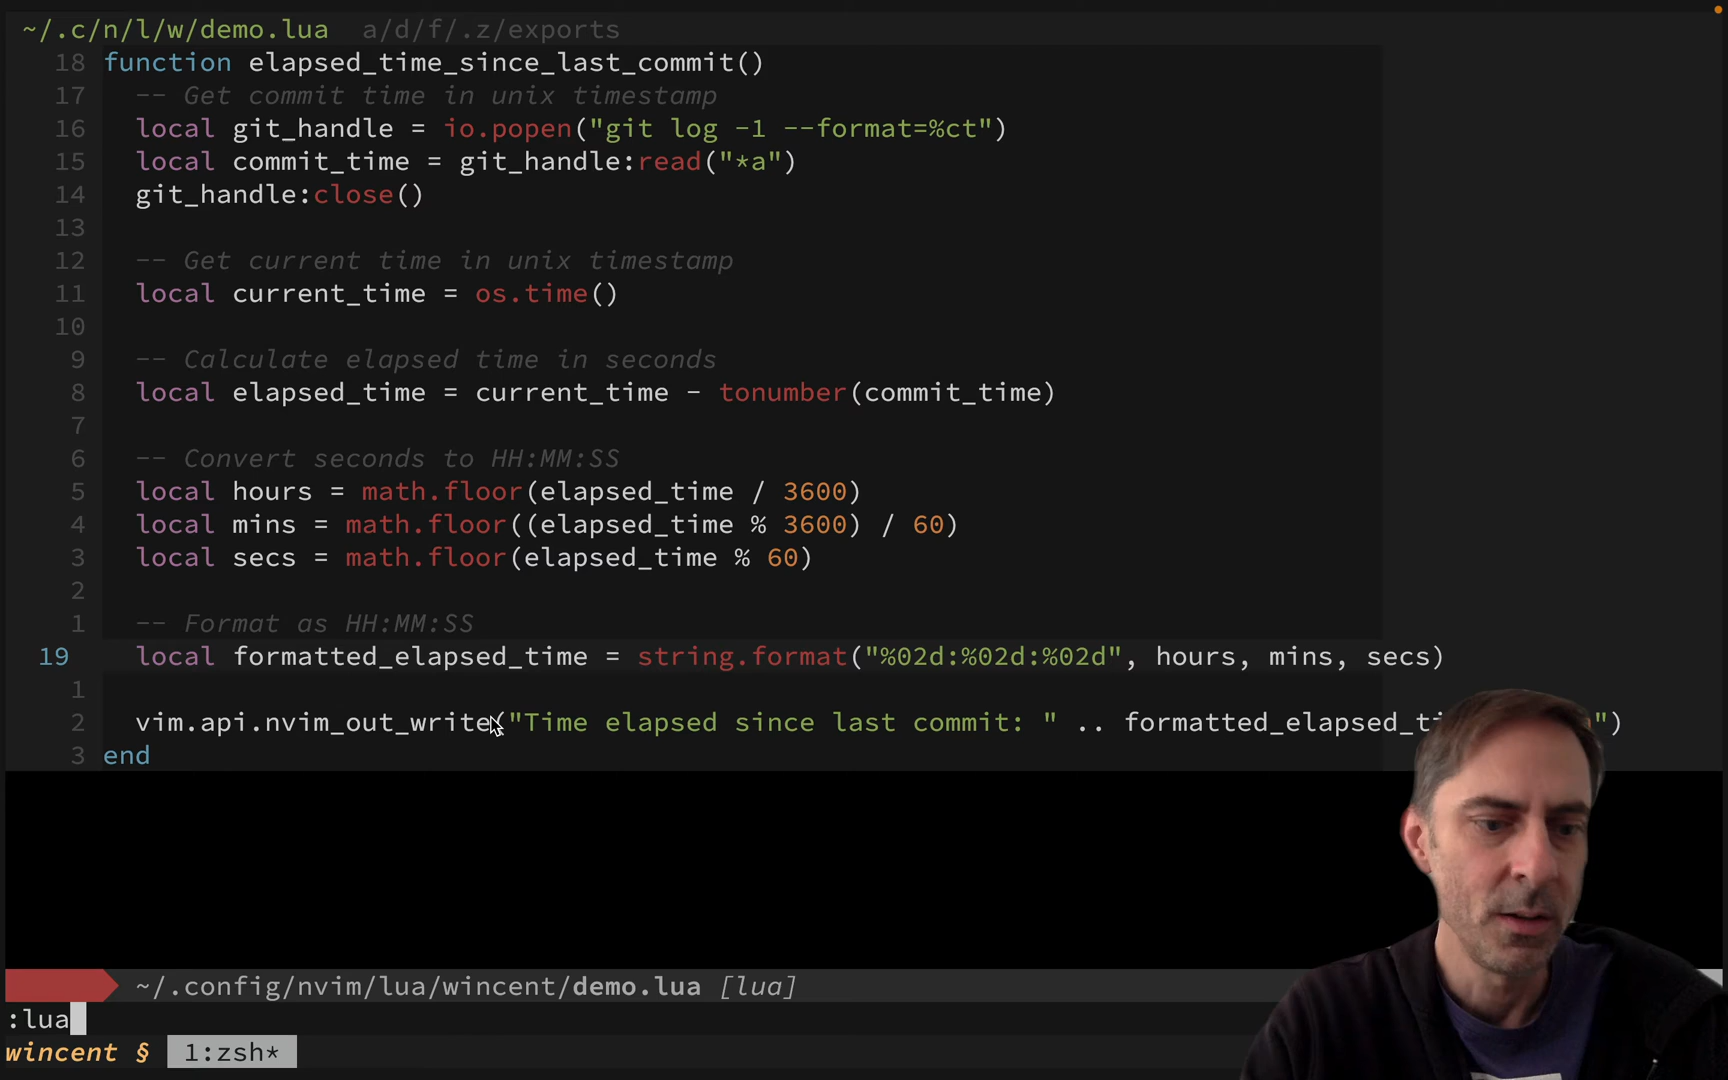 ~/.c/n/l/w/demo.lua a/d/f/.z/exports
18 function elapsed_time_since_last_commit()
17 -- Get commit time in unix timestamp
16 local git_handle = io.popen("git log -1 --format=%ct")
15 local commit_time = git_handle:read("*a")
14 git_handle:close()
13
12 -- Get current time in unix timestamp
11 local current_time = os.time()
10
9 -- Calculate elapsed time in seconds
8 local elapsed_time = current_time - tonumber(commit_time)
7
6 -- Convert seconds to HH:MM:SS
5 local hours = math.floor(elapsed_time / 3600)
4 local mins = math.floor((elapsed_time % 3600) / 60)
3 local secs = math.floor(elapsed_time % 60)
2
1 -- Format as HH:MM:SS
19 local formatted_elapsed_time = string.format("%02d:%02d:%02d", hours, mins, secs)
1
2 vim.api.nvim_out_write("Time elapsed since last commit: " .. formatted_elapsed_ti ")
3 end
~/.config/nvim/lua/wincent/demo.lua [lua]
:lua
wincent § 1:zsh*